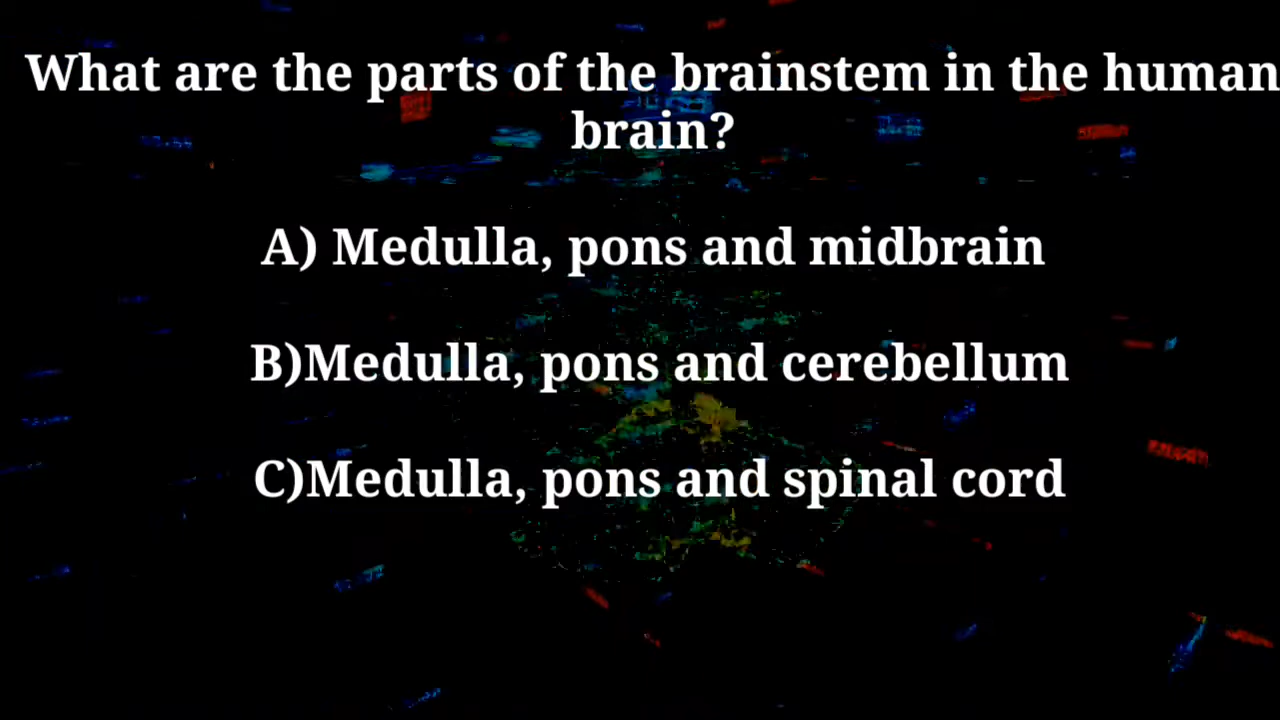 What are the parts of the brainstem in the human
brain?
A) Medulla, pons and midbrain
B)Medulla, pons and cerebellum
C)Medulla, pons and spinal cord